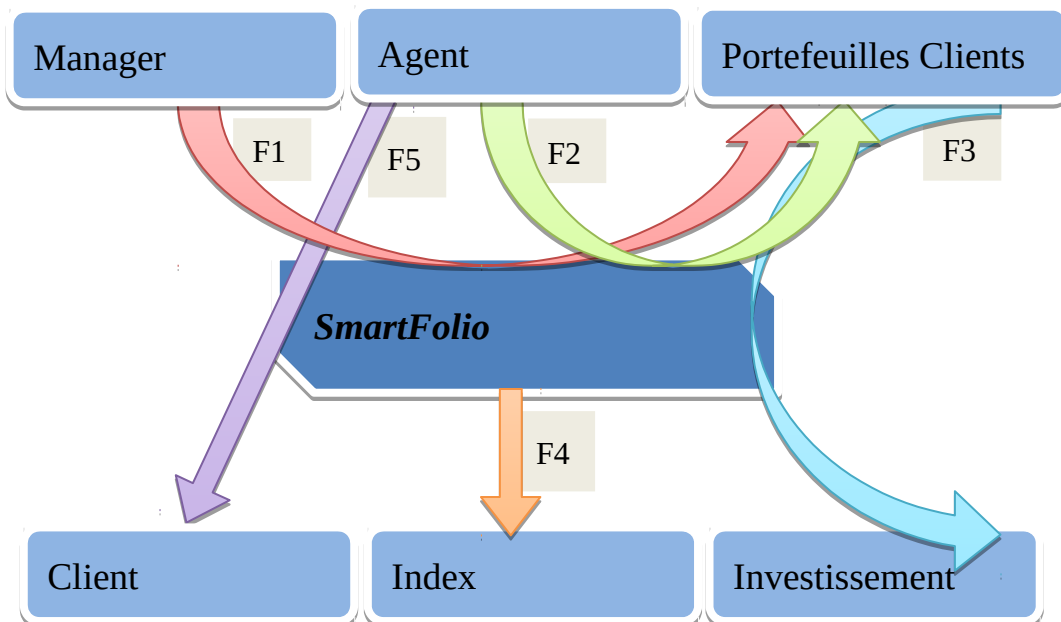 Manager
Agent
Portefeuilles Clients
F1
F5
F2
F3
SmartFolio
F4
Client
Index
Investissement